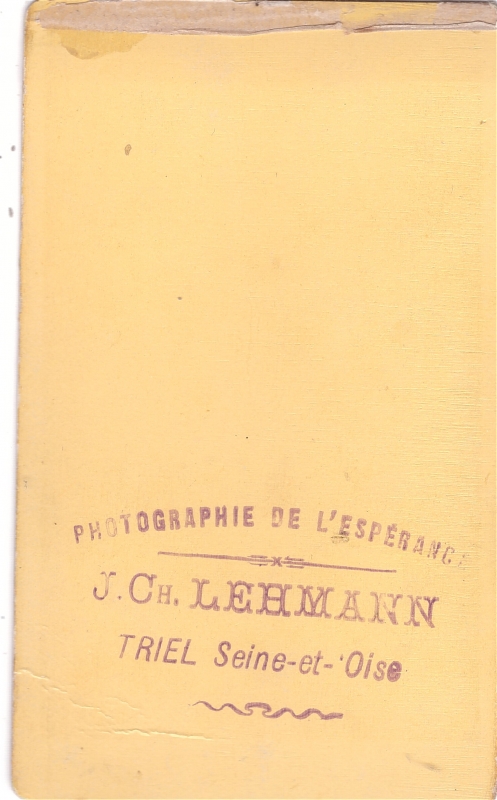 PHOTOGRAPHIE DE L'ESPÉRANCE
J. CH. LEHMANN
TRIEL Seine-et-Oise